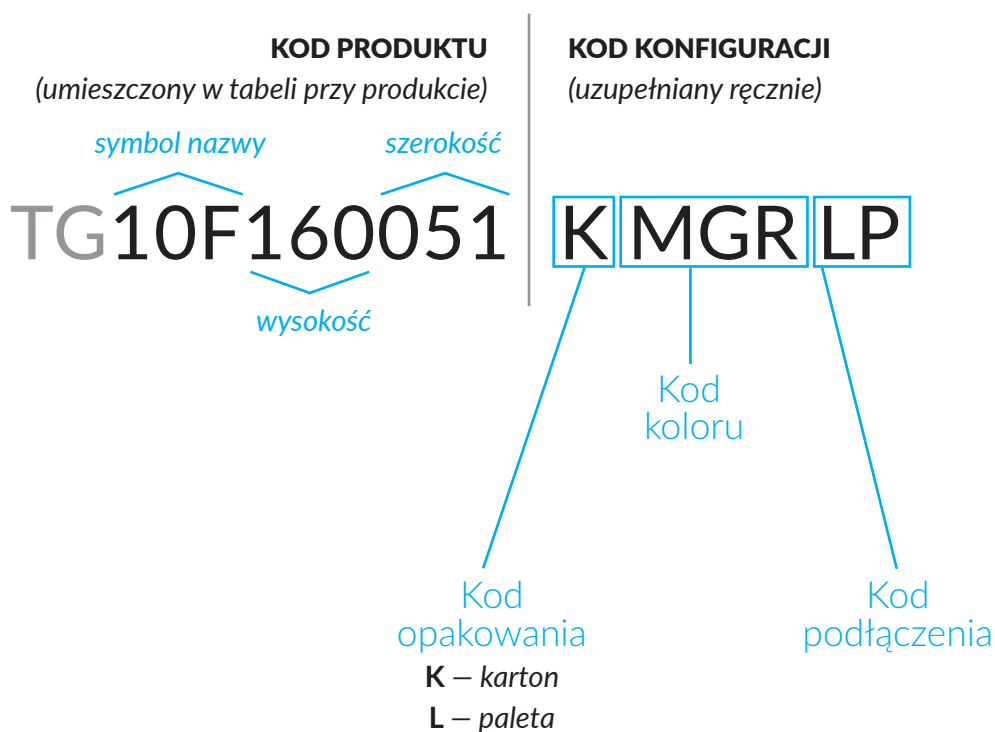 KOD PRODUKTU
(umieszczony w tabeli przy produkcie)
KOD KONFIGURACJI
(uzupełniany ręcznie)
symbol nazwy
szerokość
TG10F160051 K MGR LP
wysokość
Kod
koloru
Kod
opakowania
K – karton
L – paleta
Kod
podłączenia